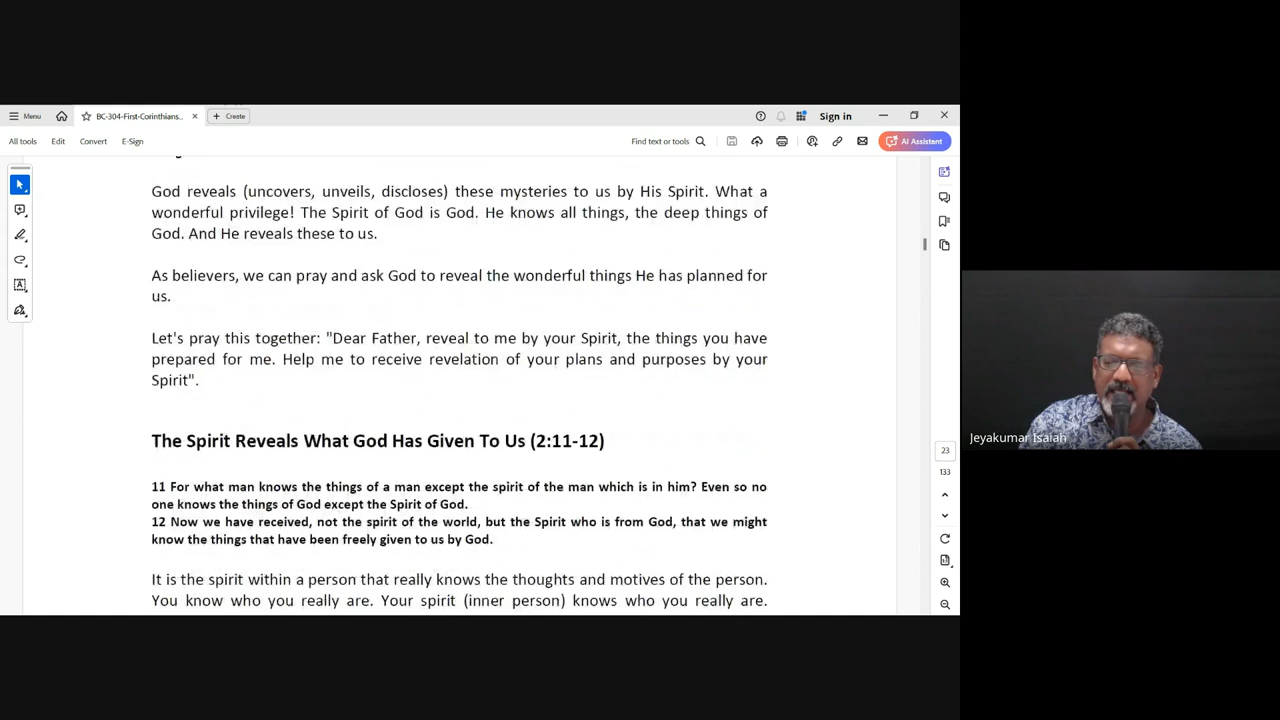 Menu
BC-304-First-Corinthians...
Create
Sign in
All tools
Edit
Convert
E-Sign
Find text or tools
AI Assistant
God reveals (uncovers, unveils, discloses) these mysteries to us by His Spirit. What a
wonderful privilege! The Spirit of God is God. He knows all things, the deep things of
God. And He reveals these to us.
As believers, we can pray and ask God to reveal the wonderful things He has planned for
us.
Let's pray this together: "Dear Father, reveal to me by your Spirit, the things you have
prepared for me. Help me to receive revelation of your plans and purposes by your
Spirit".
The Spirit Reveals What God Has Given To Us (2:11-12)
11 For what man knows the things of a man except the spirit of the man which is in him? Even so no
one knows the things of God except the Spirit of God.
12 Now we have received, not the spirit of the world, but the Spirit who is from God, that we might
know the things that have been freely given to us by God.
It is the spirit within a person that really knows the thoughts and motives of the person.
You know who you really are. Your spirit (inner person) knows who you really are.
23
133
Jeyakumar Isaiah